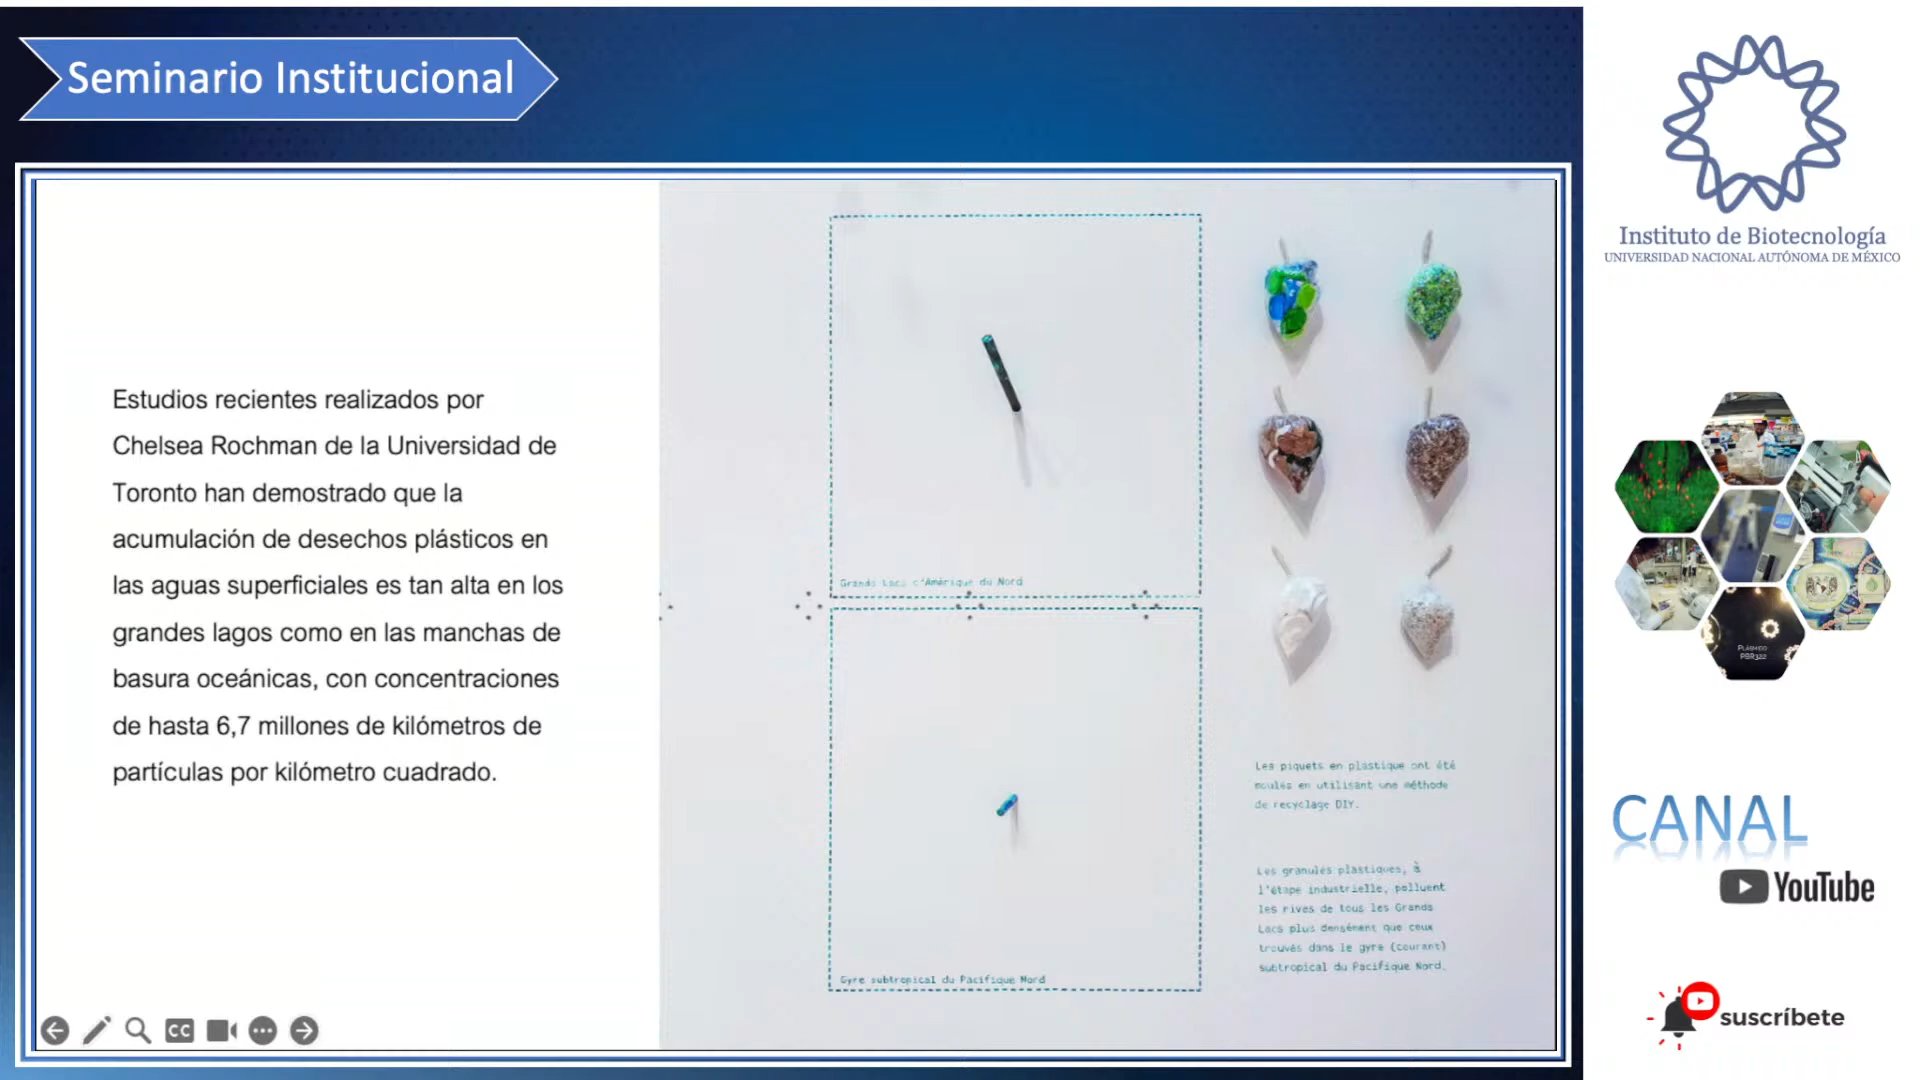 Seminario Institucional
Estudios recientes realizados por
Chelsea Rochman de la Universidad de
Toronto han demostrado que la
acumulación de desechos plásticos en
las aguas superficiales es tan alta en los
grandes lagos como en las manchas de
basura oceánicas, con concentraciones
de hasta 6,7 millones de kilómetros de
partículas por kilómetro cuadrado.
Grands Lacs d'Amérique du Nord
Gyre subtropical du Pacifique Nord
Les piquets en plastique ont été
moulés en utilisant une méthode
de recyclage DIY.
Les granulés plastiques, à
l'étape industrielle, polluent
les rives de tous les Grands
Lacs plus densément que ceux
trouvés dans le gyre (courant)
subtropical du Pacifique Nord.
CC
Instituto de Biotecnología
UNIVERSIDAD NACIONAL AUTÓNOMA DE MÉXICO
PLÁSMIDO
PBR322
CANAL
YouTube
suscríbete